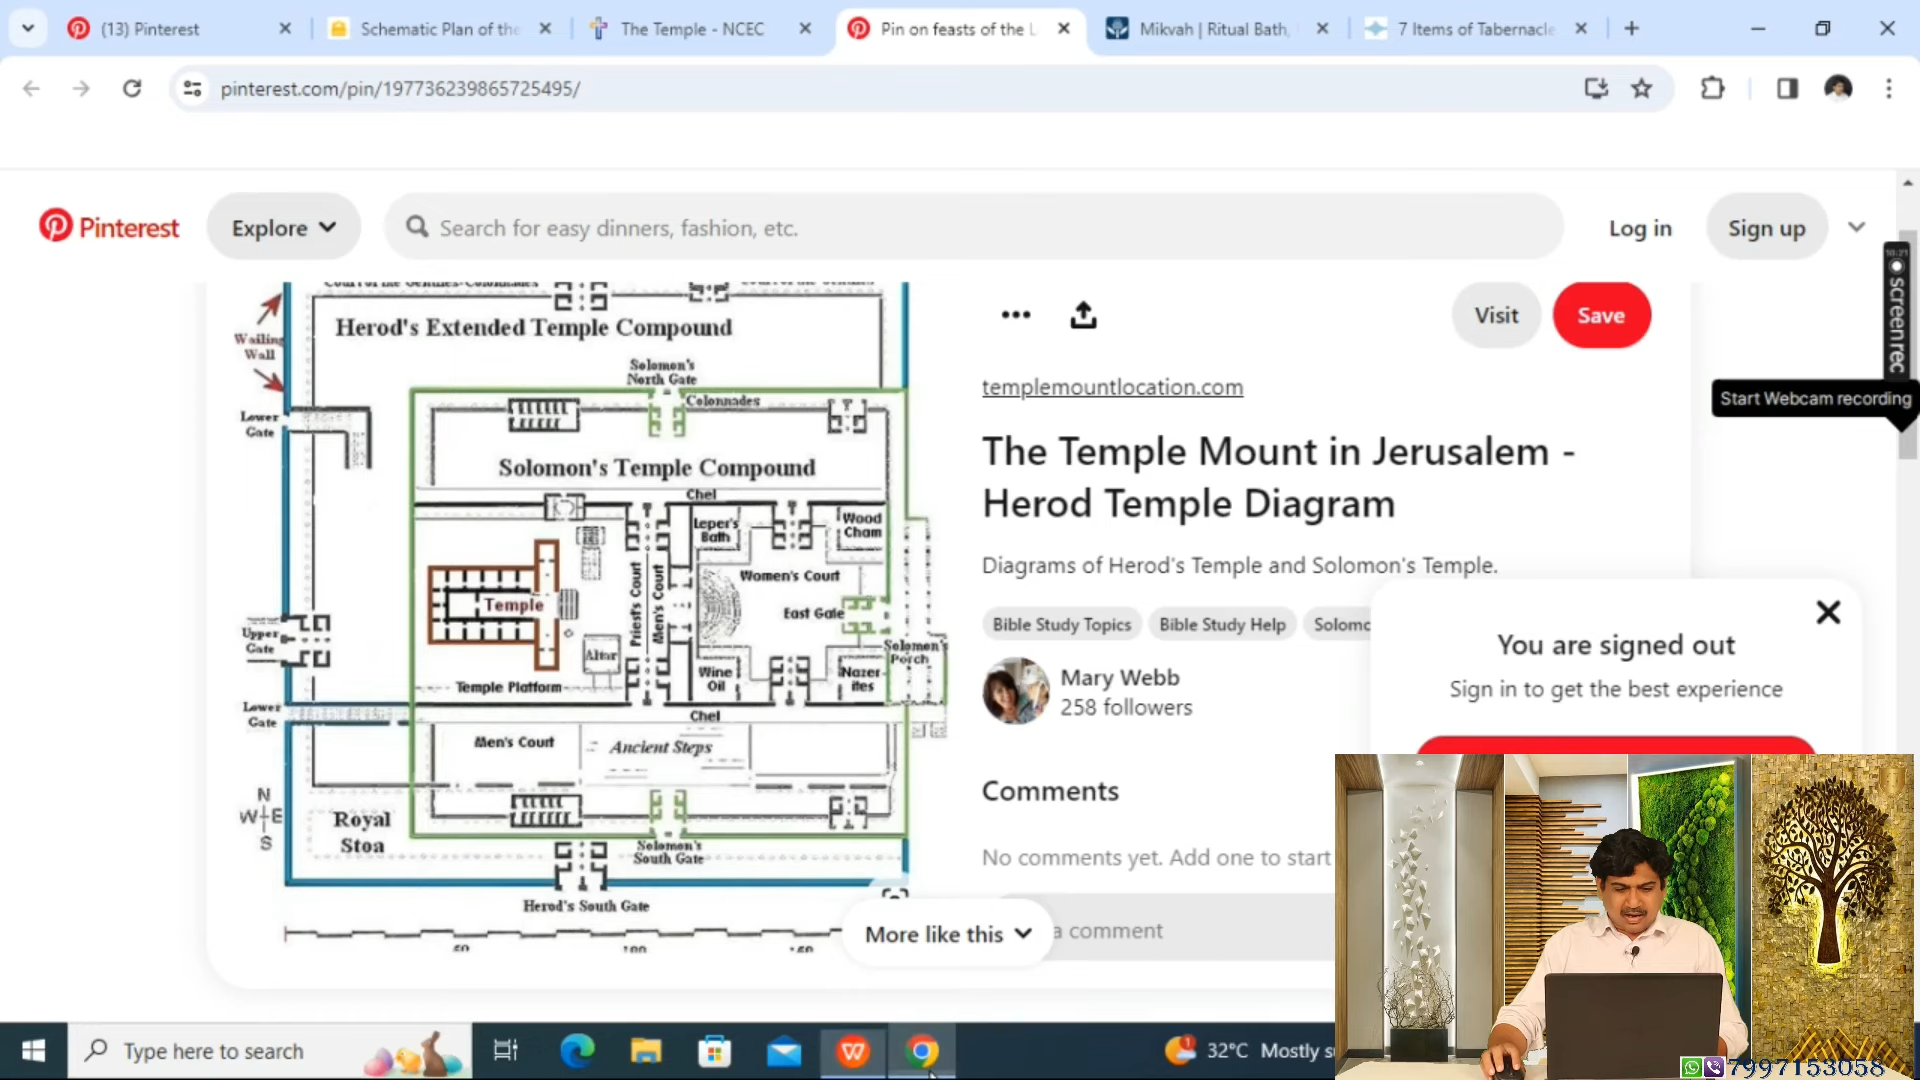 (13) Pinterest
Schematic Plan of the
The Temple - NCEC
Pin on feasts of the L
Mikvah | Ritual Bath,
7 Items of Tabernacle
pinterest.com/pin/197736239865725495/
Pinterest
Explore
Search for easy dinners, fashion, etc.
Log in
Sign up
screenrec
Start Webcam recording
Herod's Extended Temple Compound
Wailing
Wall
Solomon's
North Gate
Colonnades
Lower
Gate
Solomon's Temple Compound
Chel
Leper's
Bath
Wood
Cham
Women's Court
Temple
Priest's Court
Men's Court
East Gate
Upper
Gate
Altar
Solomon's
Porch
Wine
Oil
Nazer
ites
Temple Platform
Lower
Gate
Chel
Men's Court
Ancient Steps
N
W E
S
Royal
Stoa
Solomon's
South Gate
Herod's South Gate
50
100
150
More like this
Visit
Save
templemountlocation.com
The Temple Mount in Jerusalem -
Herod Temple Diagram
Diagrams of Herod's Temple and Solomon's Temple.
Bible Study Topics
Bible Study Help
Solomo
Mary Webb
258 followers
You are signed out
Sign in to get the best experience
Comments
No comments yet. Add one to start
a comment
Type here to search
32°C Mostly su
7997153058